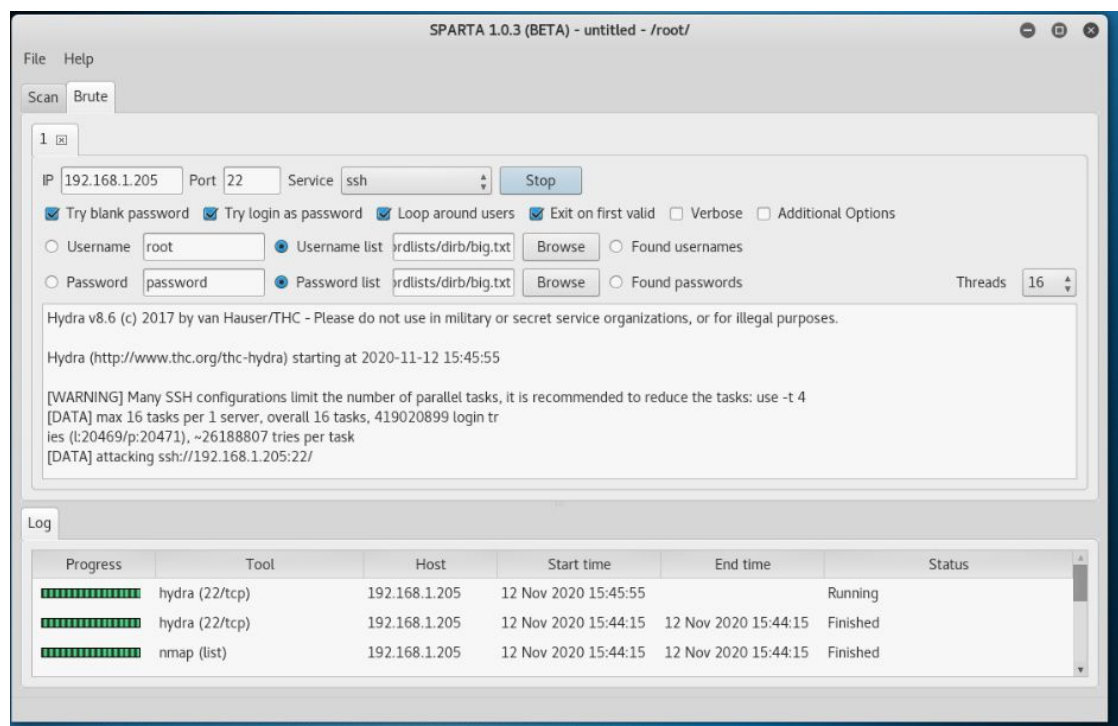 SPARTA 1.0.3 (BETA) - untitled - /root/
File Help
Scan Brute
1
IP 192.168.1.205 Port 22 Service ssh Stop
Try blank password Try login as password Loop around users Exit on first valid Verbose Additional Options
Username root Username list ordlists/dirb/big.txt Browse Found usernames
Password password Password list ordlists/dirb/big.txt Browse Found passwords Threads 16
Hydra v8.6 (c) 2017 by van Hauser/THC - Please do not use in military or secret service organizations, or for illegal purposes.
Hydra (http://www.thc.org/thc-hydra) starting at 2020-11-12 15:45:55
[WARNING] Many SSH configurations limit the number of parallel tasks, it is recommended to reduce the tasks: use -t 4
[DATA] max 16 tasks per 1 server, overall 16 tasks, 419020899 login tr
ies (l:20469/p:20471), ~26188807 tries per task
[DATA] attacking ssh://192.168.1.205:22/
Log
Progress Tool Host Start time End time Status
hydra (22/tcp) 192.168.1.205 12 Nov 2020 15:45:55 Running
hydra (22/tcp) 192.168.1.205 12 Nov 2020 15:44:15 12 Nov 2020 15:44:15 Finished
nmap (list) 192.168.1.205 12 Nov 2020 15:44:15 12 Nov 2020 15:44:15 Finished